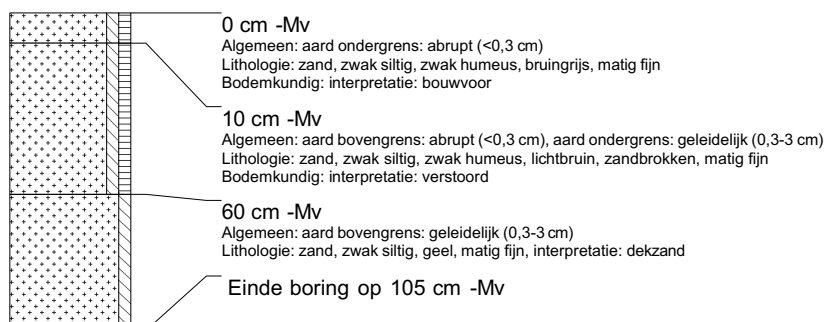 0 cm -Mv
Algemeen: aard ondergrens: abrupt (<0,3 cm)
Lithologie: zand, zwak siltig, zwak humeus, bruingrijs, matig fijn
Bodemkundig: interpretatie: bouwvoor
10 cm -Mv
Algemeen: aard bovengrens: abrupt (<0,3 cm), aard ondergrens: geleidelijk (0,3-3 cm)
Lithologie: zand, zwak siltig, zwak humeus, lichtbruin, zandbrokken, matig fijn
Bodemkundig: interpretatie: verstoord
60 cm -Mv
Algemeen: aard bovengrens: geleidelijk (0,3-3 cm)
Lithologie: zand, zwak siltig, geel, matig fijn, interpretatie: dekzand
Einde boring op 105 cm -Mv